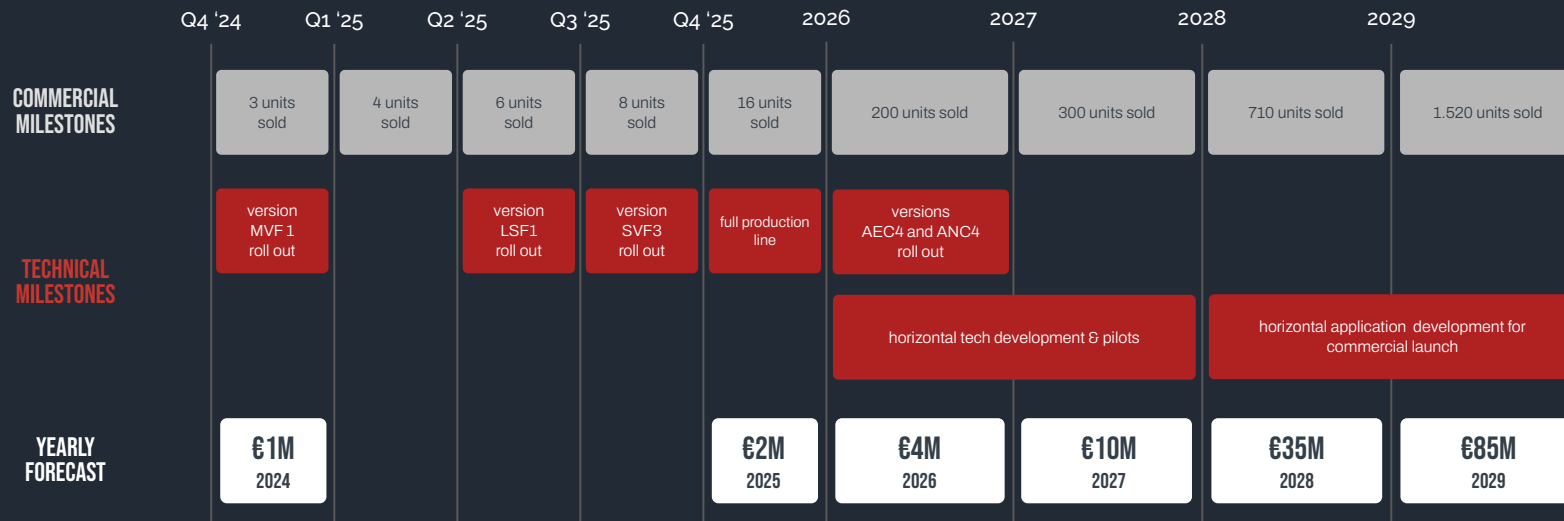 Q4 ‘24 Q1 ‘25 Q2 ‘25 Q3 ‘25 Q4 ‘25 2026 2027 2028 2029
COMMERCIAL
MILESTONES
3 units
sold
4 units
sold
6 units
sold
8 units
sold
16 units
sold
200 units sold
300 units sold
710 units sold
1.520 units sold
TECHNICAL
MILESTONES
version
MVF 1
roll out
version
LSF1
roll out
version
SVF3
roll out
full production
line
versions
AEC4 and ANC4
roll out
horizontal tech development & pilots
horizontal application development for
commercial launch
YEARLY
FORECAST
€1M
2024
€2M
2025
€4M
2026
€10M
2027
€35M
2028
€85M
2029